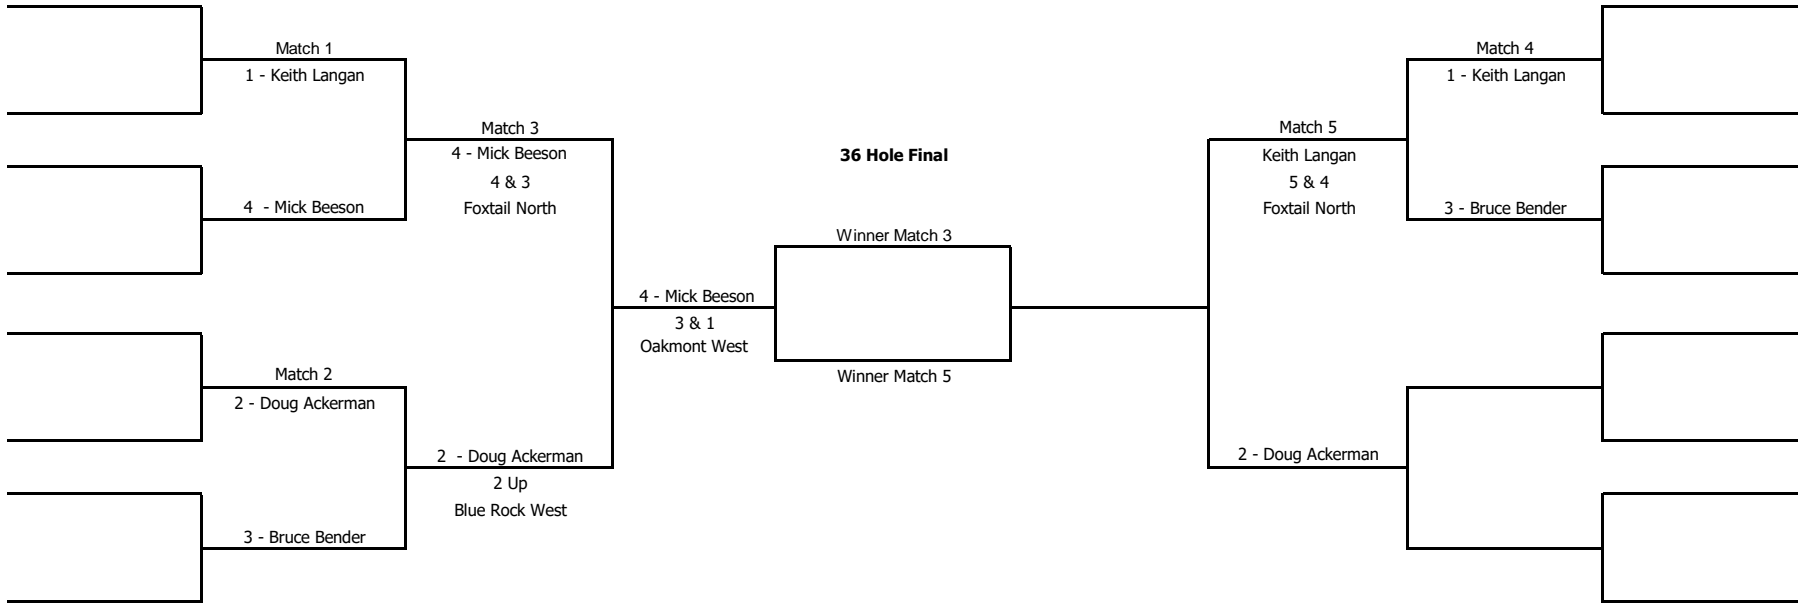 Match 1
1 - Keith Langan
4  - Mick Beeson
Match 2
2 - Doug Ackerman
3 - Bruce Bender
Match 3
4 - Mick Beeson
4 & 3
Foxtail North
2  - Doug Ackerman
2 Up
Blue Rock West
4 - Mick Beeson
3 & 1
Oakmont West
36 Hole Final
Winner Match 3
Winner Match 5
Match 5
Keith Langan
5 & 4
Foxtail North
2 - Doug Ackerman
Match 4
1 - Keith Langan
3 - Bruce Bender